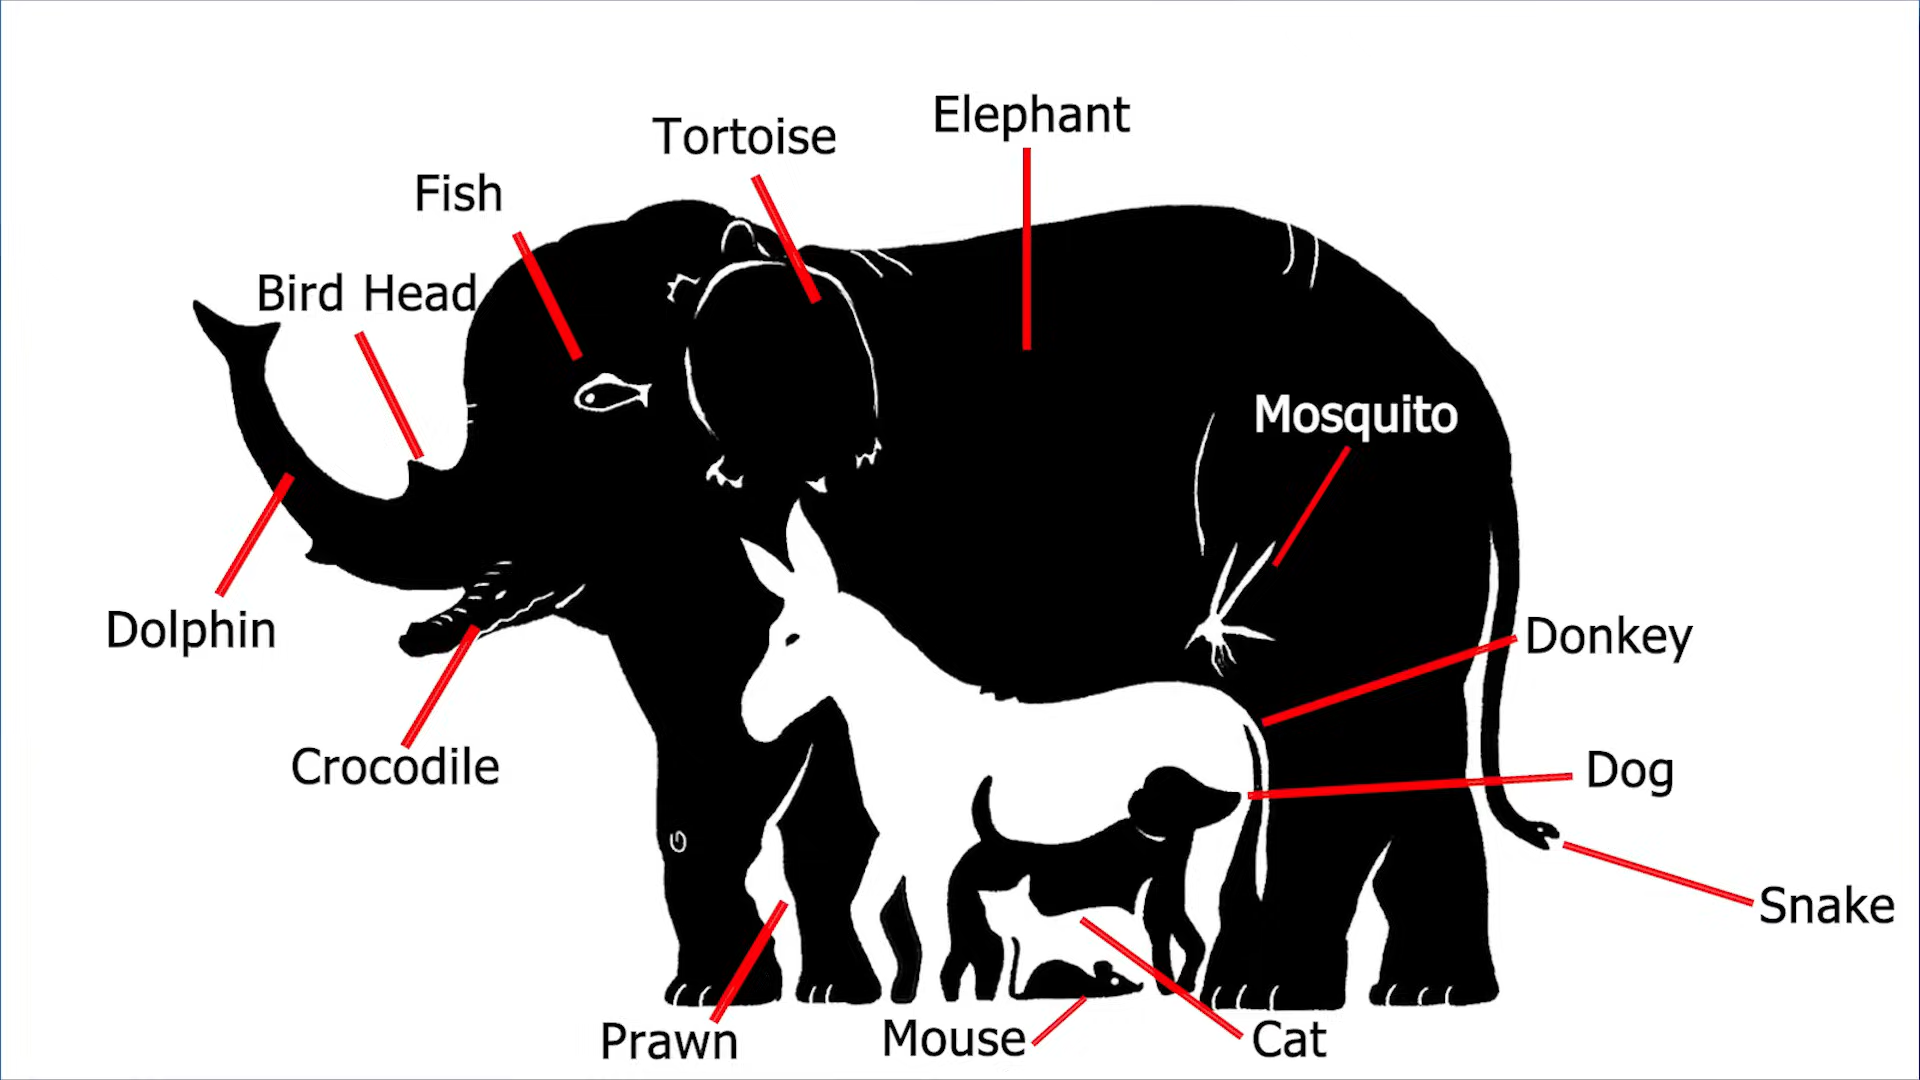 Elephant
Tortoise
Fish
Bird Head
Mosquito
Dolphin
Donkey
Crocodile
Dog
Snake
Prawn
Mouse
Cat